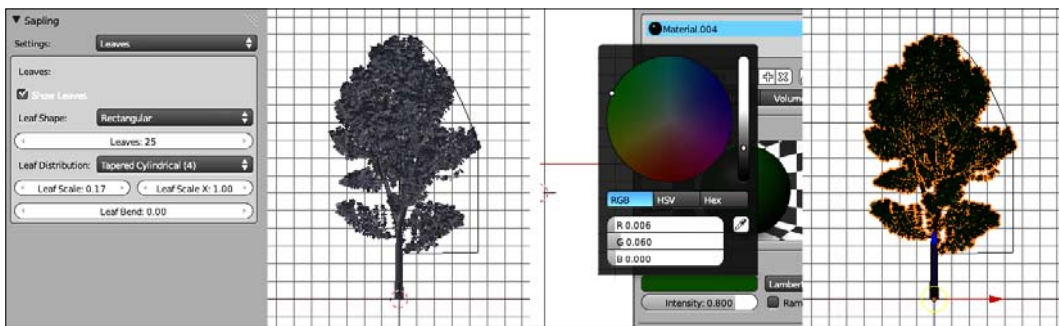 Sapling
Settings: Leaves
Leaves:
Show Leaves
Leaf Shape: Rectangular
Leaves: 25
Leaf Distribution: Tapered Cylindrical (4)
Leaf Scale: 0.17 Leaf Scale X: 1.00
Leaf Bend: 0.00
Material.004
Volume
RGB HSV Hex
R 0.006
G 0.060
B 0.000
Lambert
Intensity: 0.800 Ram